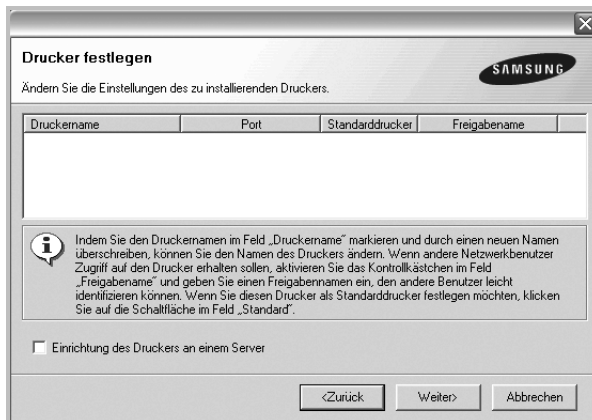 Drucker festlegen
SAMSUNG
Ändern Sie die Einstellungen des zu installierenden Druckers.
Druckername Port Standarddrucker Freigabename
Indem Sie den Druckernamen im Feld „Druckername" markieren und durch einen neuen Namen
überschreiben, können Sie den Namen des Druckers ändern. Wenn andere Netzwerkbenutzer
Zugriff auf den Drucker erhalten sollen, aktivieren Sie das Kontrollkästchen im Feld
„Freigabename" und geben Sie einen Freigabennamen ein, den andere Benutzer leicht
identifizieren können. Wenn Sie diesen Drucker als Standarddrucker festlegen möchten, klicken
Sie auf die Schaltfläche im Feld „Standard".
Einrichtung des Druckers an einem Server
<Zurück Weiter> Abbrechen